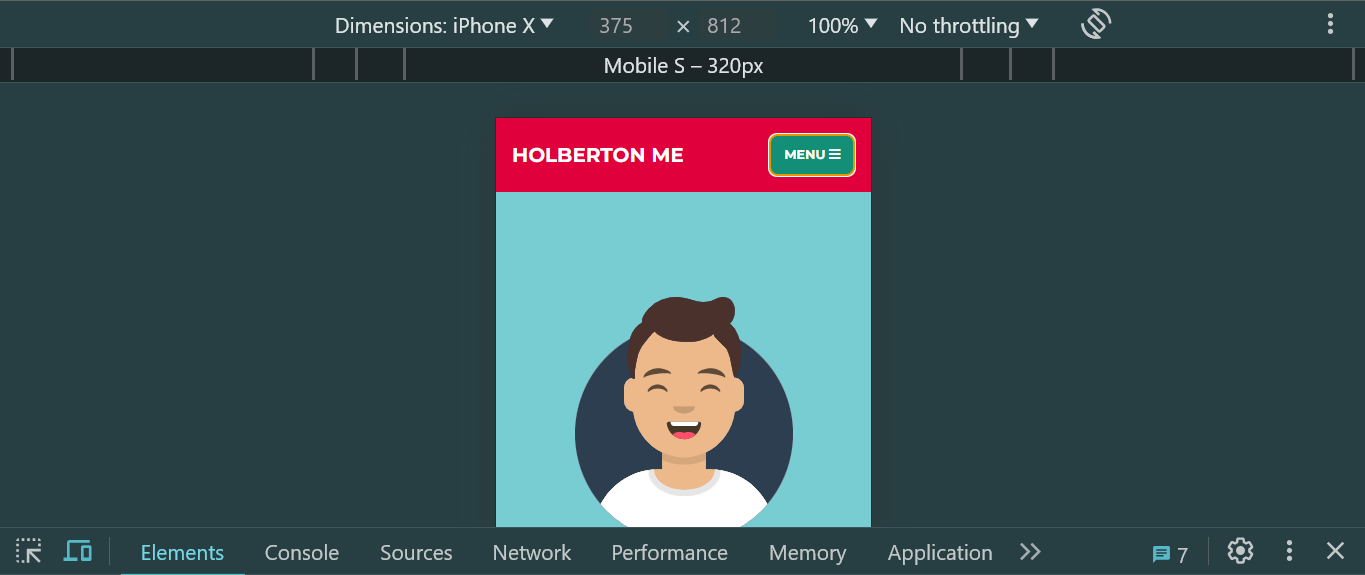 Dimensions: iPhone X 375 × 812 100% No throttling
Mobile S – 320px
HOLBERTON ME MENU
Elements Console Sources Network Performance Memory Application 7